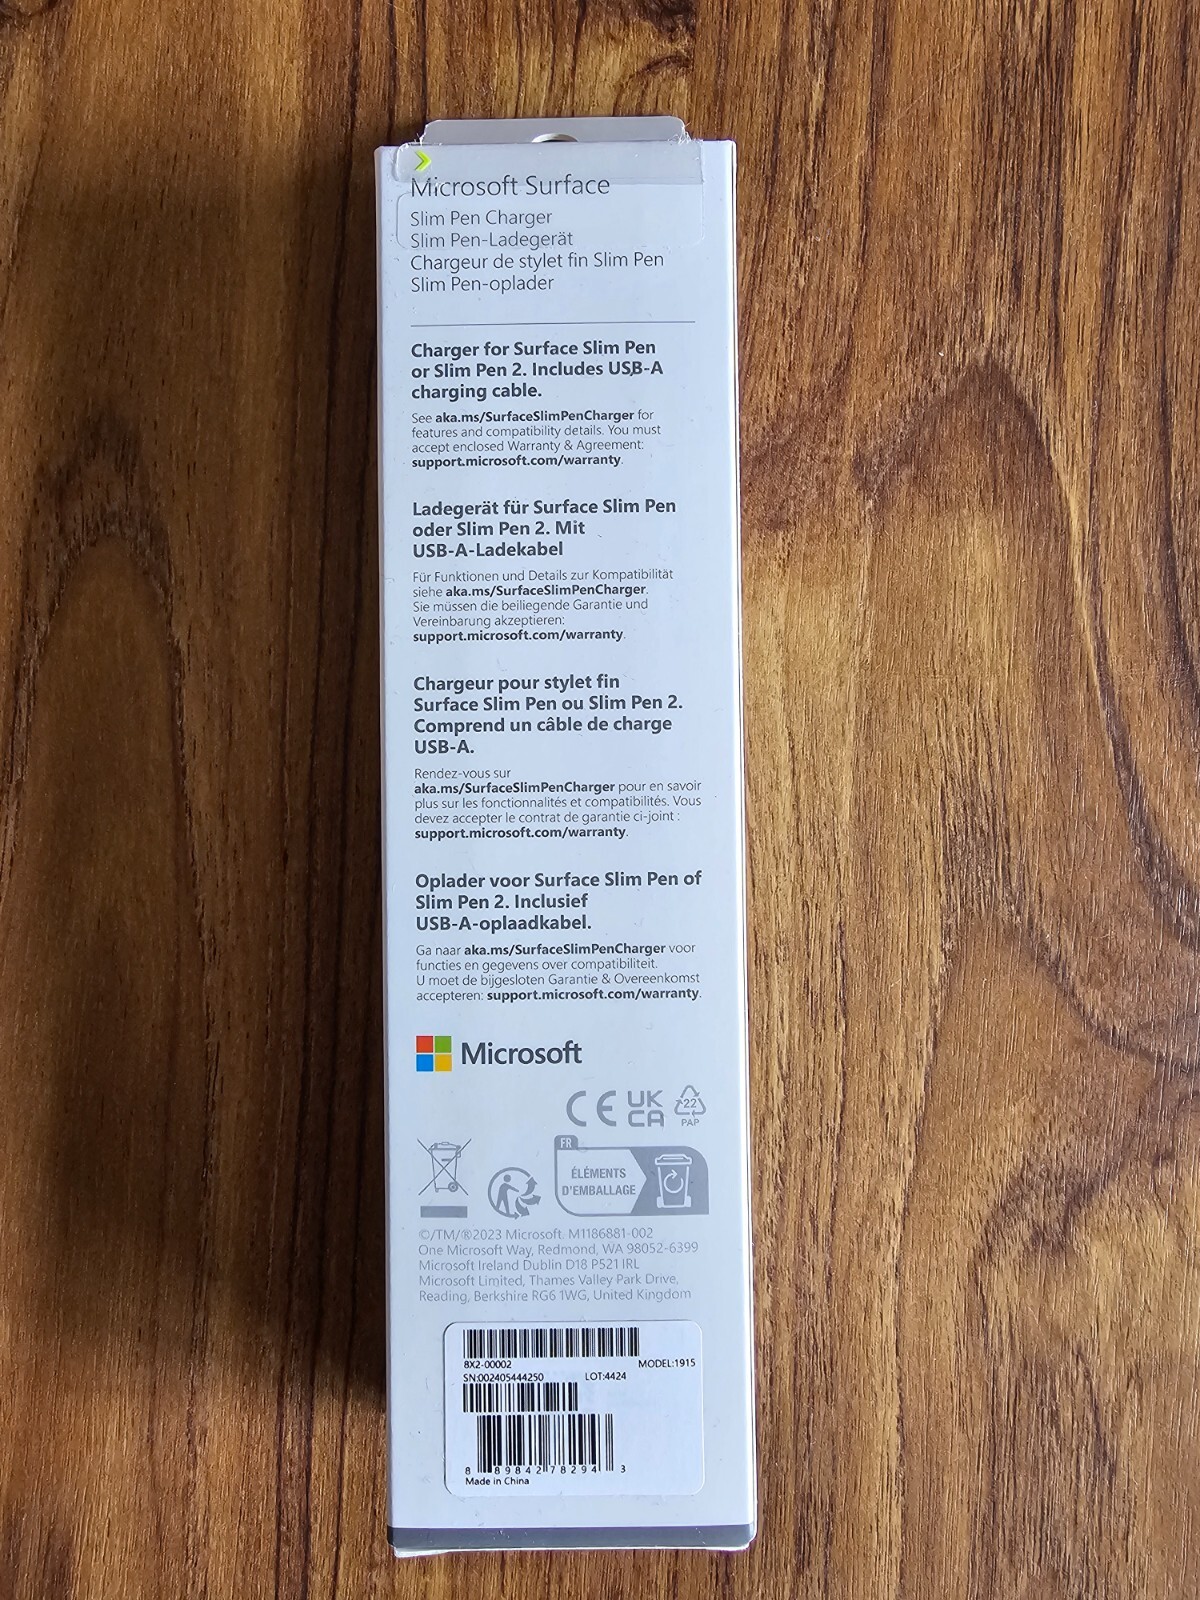 Microsoft Surface
Slim Pen Charger
Slim Pen-Ladegerät
Chargeur de stylet fin Slim Pen
Slim Pen-oplader
Charger for Surface Slim Pen
or Slim Pen 2. Includes USB-A
charging cable.
See aka.ms/SurfaceSlimPenCharger for
features and compatibility details. You must
accept enclosed Warranty & Agreement:
support.microsoft.com/warranty.
Ladegerät für Surface Slim Pen
oder Slim Pen 2. Mit
USB-A-Ladekabel
Für Funktionen und Details zur Kompatibilität
siehe aka.ms/SurfaceSlimPenCharger.
Sie müssen die beiliegende Garantie und
Vereinbarung akzeptieren:
support.microsoft.com/warranty.
Chargeur pour stylet fin
Surface Slim Pen ou Slim Pen 2.
Comprend un câble de charge
USB-A.
Rendez-vous sur
aka.ms/SurfaceSlimPenCharger pour en savoir
plus sur les fonctionnalités et compatibilités. Vous
devez accepter le contrat de garantie ci-joint :
support.microsoft.com/warranty.
Oplader voor Surface Slim Pen of
Slim Pen 2. Inclusief
USB-A-oplaadkabel.
Ga naar aka.ms/SurfaceSlimPenCharger voor
functies en gegevens over compatibiliteit.
U moet de bijgesloten Garantie & Overeenkomst
accepteren: support.microsoft.com/warranty.
Microsoft
CE UK CA 22 PAP
FR
ÉLÉMENTS
D'EMBALLAGE
©/TM/®2023 Microsoft. M1186881-002
One Microsoft Way, Redmond, WA 98052-6399
Microsoft Ireland Dublin D18 P521 IRL
Microsoft Limited, Thames Valley Park Drive,
Reading, Berkshire RG6 1WG, United Kingdom
8X2-00002 MODEL:1915
SN:002405444250 LOT:4424
8 89842 78294 3
Made in China